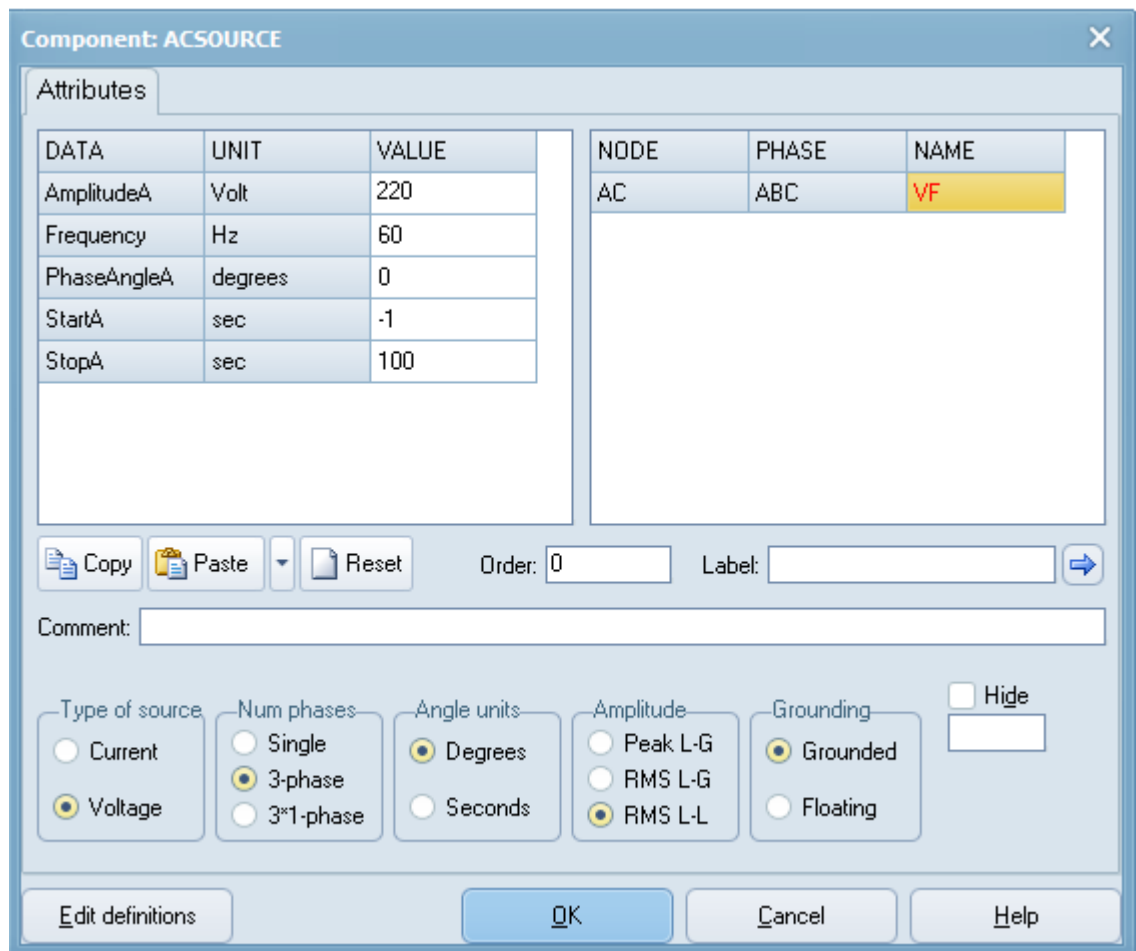 Component: ACSOURCE
Attributes
DATA UNIT VALUE
AmplitudeA Volt 220
Frequency Hz 60
PhaseAngleA degrees 0
StartA sec -1
StopA sec 100
NODE PHASE NAME
AC ABC VF
Copy Paste Reset Order: 0 Label:
Comment:
Type of source
Current
Voltage
Num phases
Single
3-phase
3*1-phase
Angle units
Degrees
Seconds
Amplitude
Peak L-G
RMS L-G
RMS L-L
Grounding
Grounded
Floating
Hide
Edit definitions OK Cancel Help